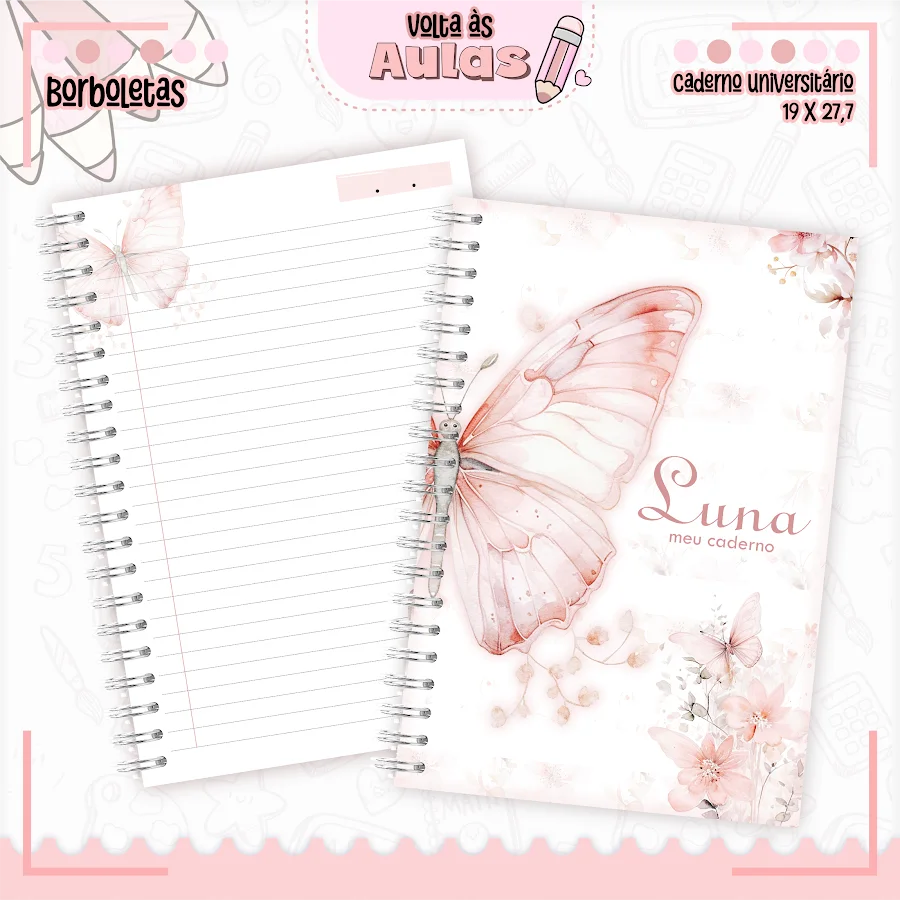 Volta às
Aulas
Borboletas
Caderno Universitário
19 X 27,7
Luna
meu caderno